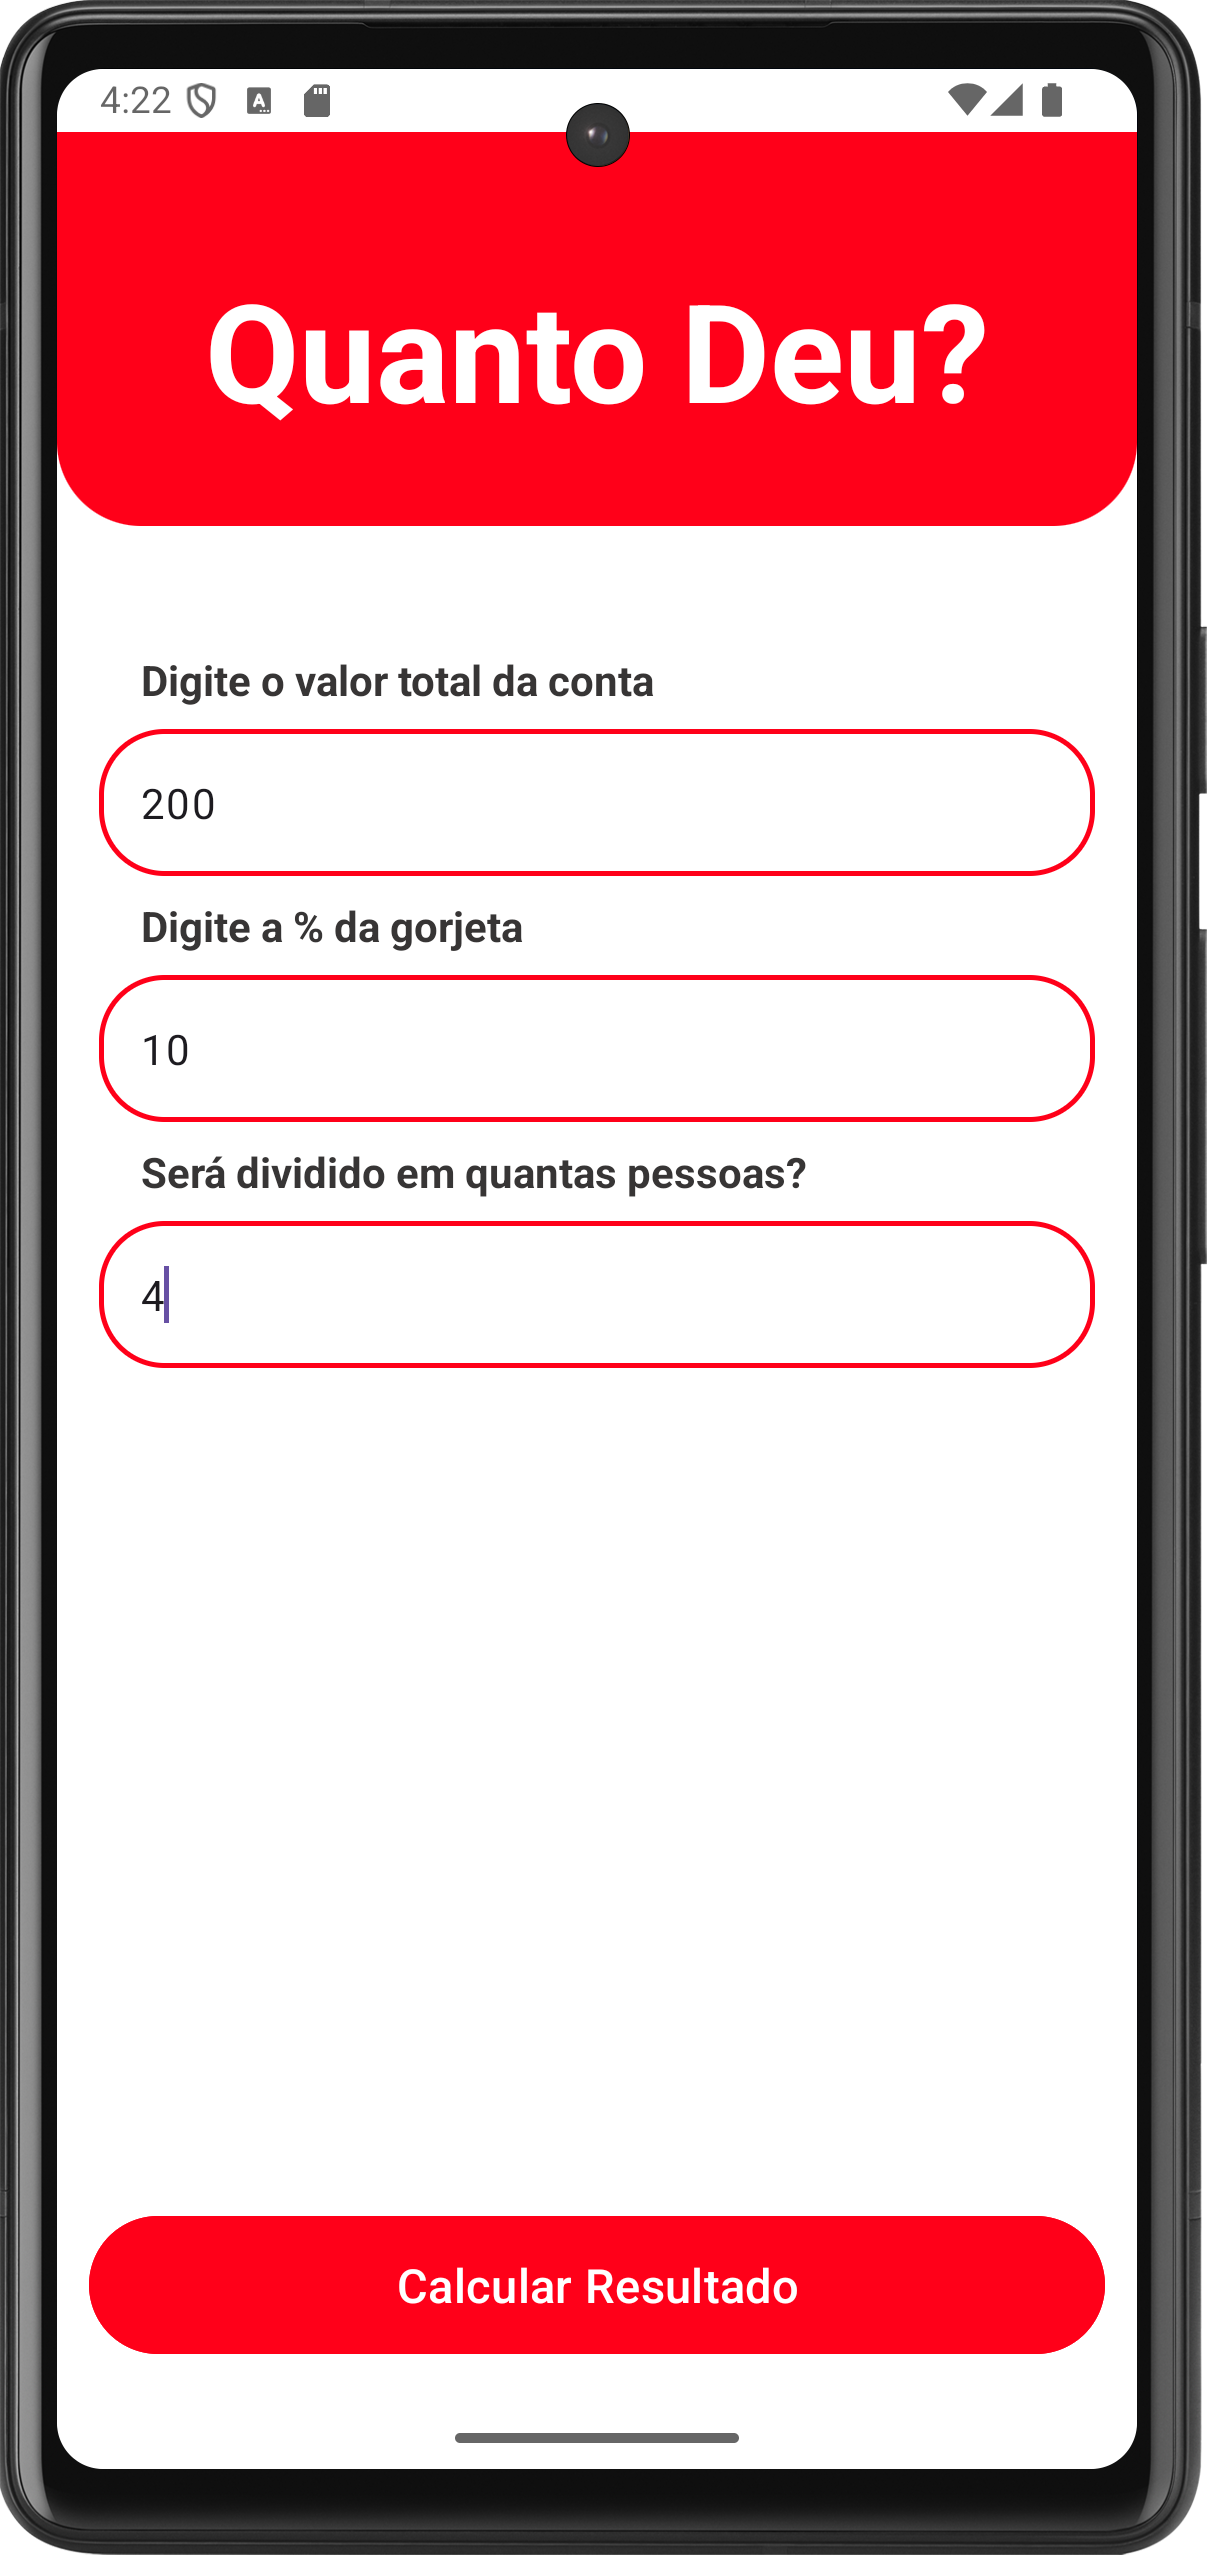 4:22
Quanto Deu?
Digite o valor total da conta
200
Digite a % da gorjeta
10
Será dividido em quantas pessoas?
4
Calcular Resultado